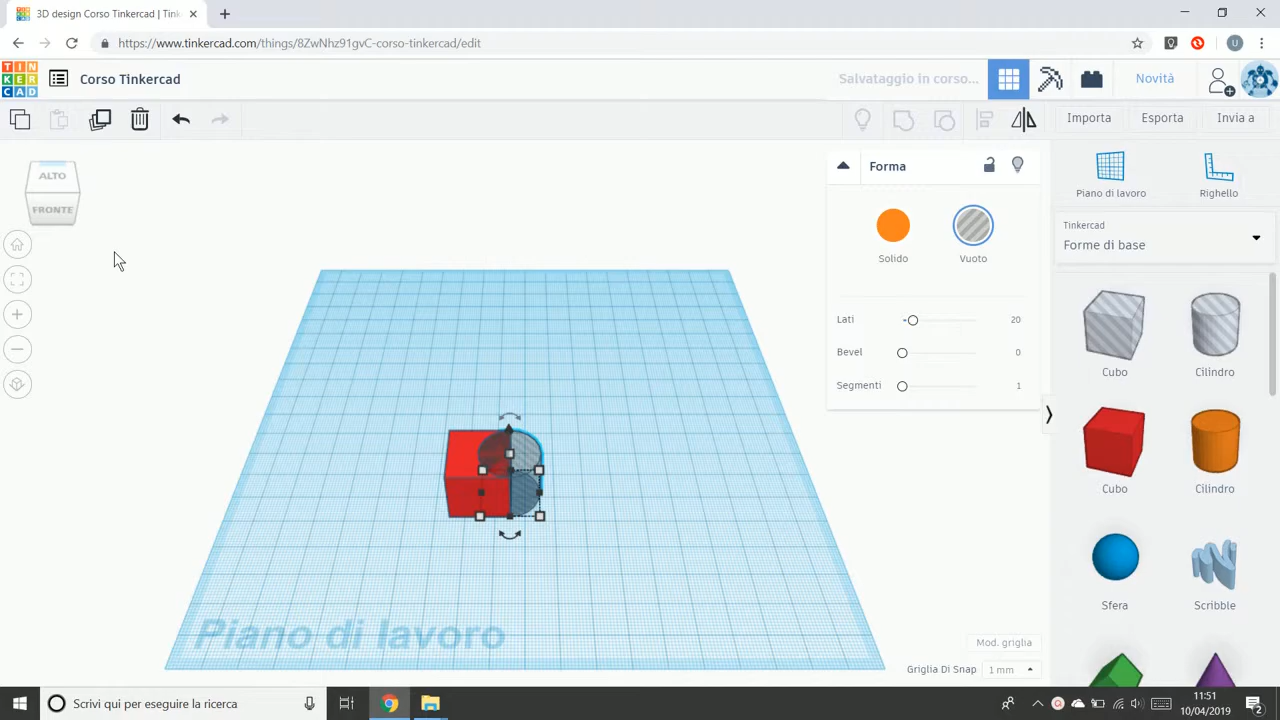 3D design Corso Tinkercad | Tink
https://www.tinkercad.com/things/8ZwNhz91gvC-corso-tinkercad/edit
U
TIN
KER
CAD
Corso Tinkercad
Salvataggio in corso...
Novità
Importa
Esporta
Invia a
ALTO
FRONTE
Forma
Solido
Vuoto
Lati
20
Bevel
0
Segmenti
1
Piano di lavoro
Righello
Tinkercad
Forme di base
Cubo
Cilindro
Cubo
Cilindro
Sfera
Scribble
Piano di lavoro
Mod. griglia
Griglia Di Snap
1 mm
Scrivi qui per eseguire la ricerca
11:51
10/04/2019
2